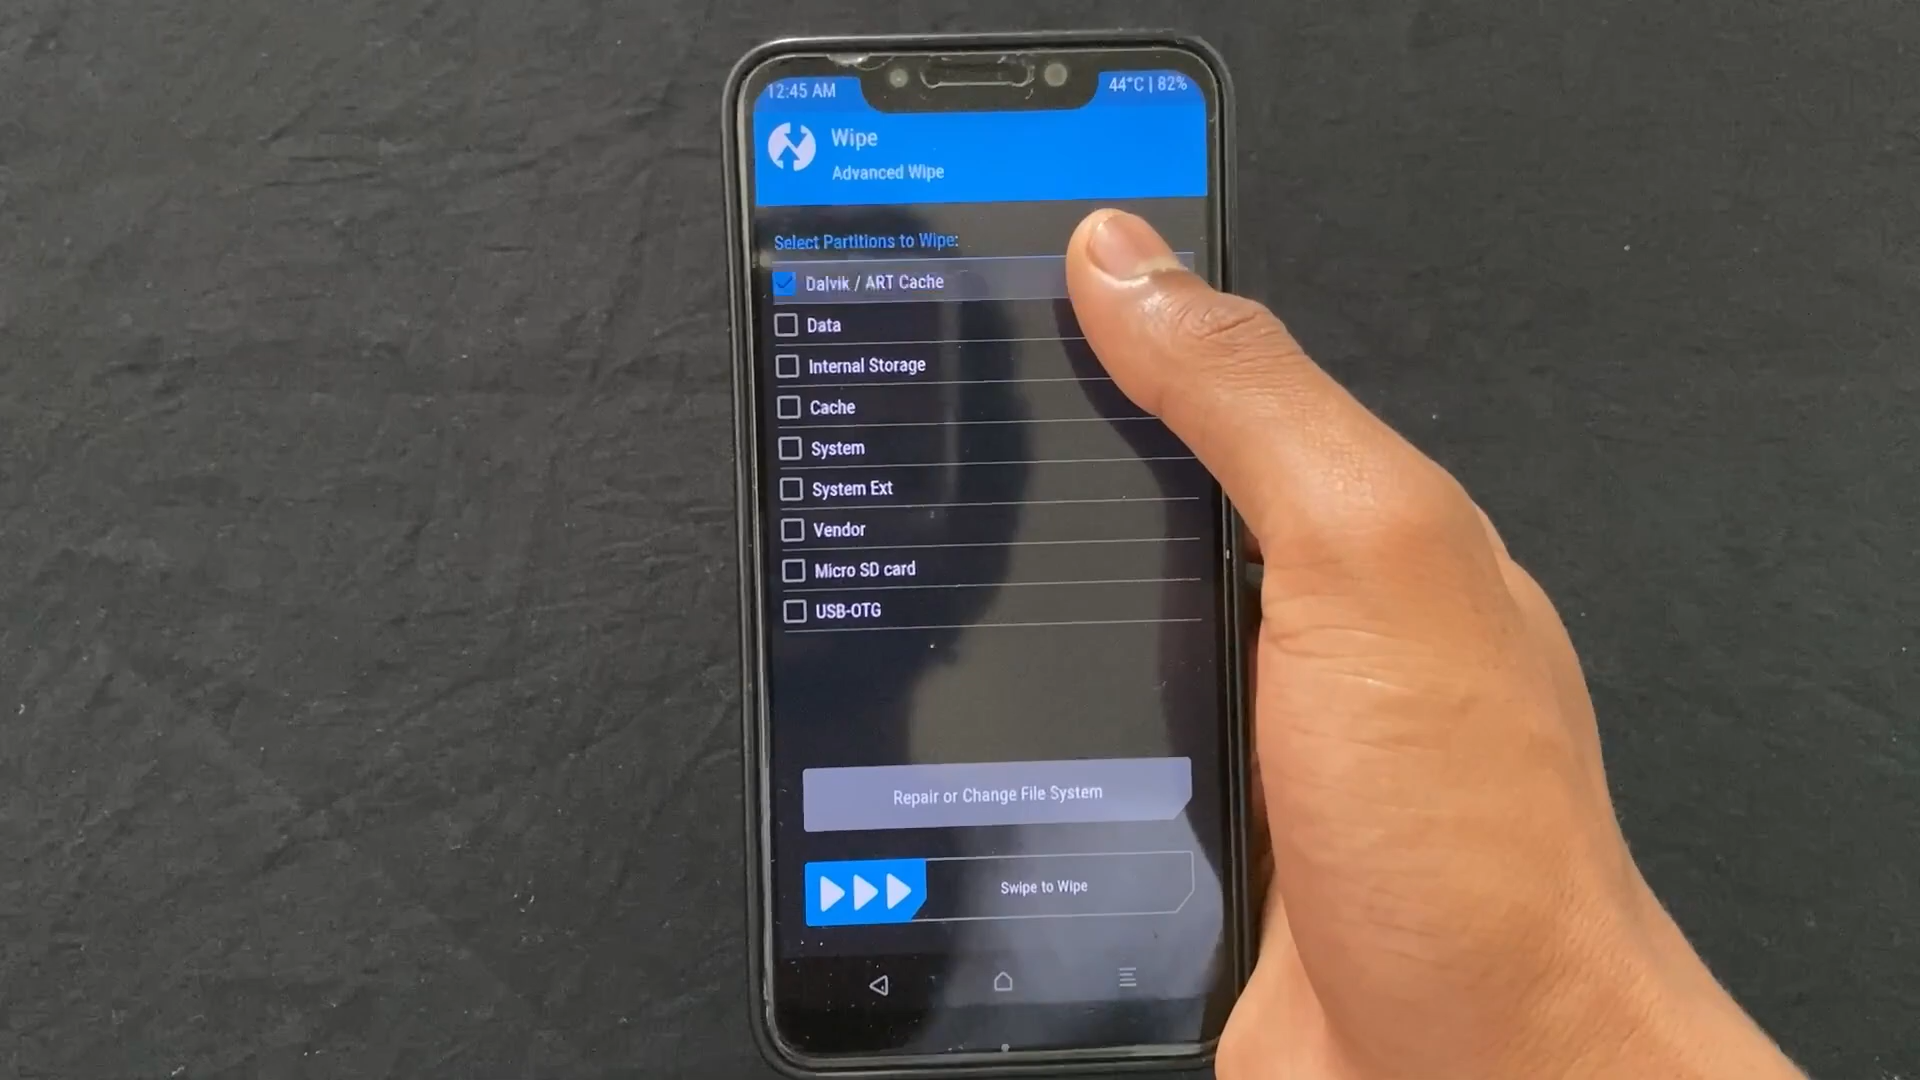 12:45 AM
44°C | 82%
Wipe
Advanced Wipe
Select Partitions to Wipe:
Dalvik / ART Cache
Data
Internal Storage
Cache
System
System Ext
Vendor
Micro SD card
USB-OTG
Repair or Change File System
Swipe to Wipe